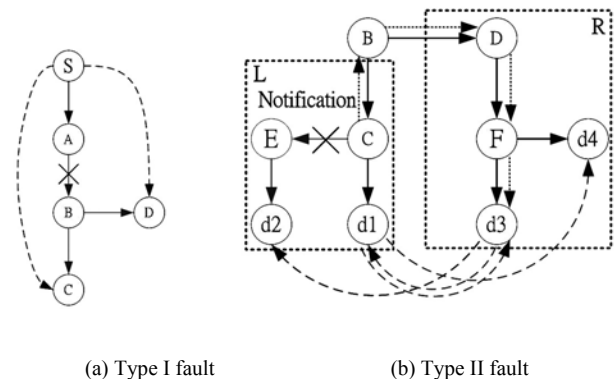 S
A
B
D
C
B
D
R
L
Notification
E
C
F
d4
d2
d1
d3
(a) Type I fault
(b) Type II fault